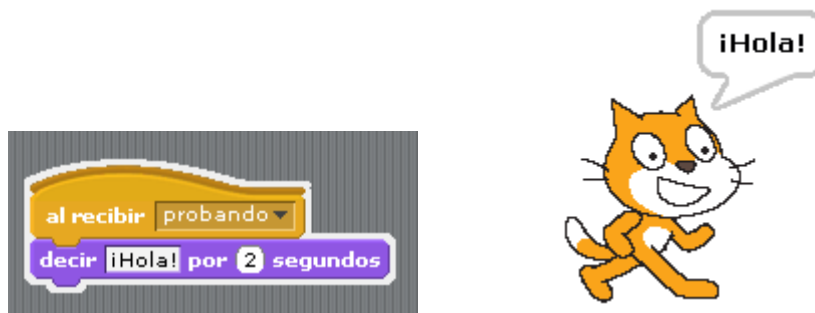 al recibir probando
decir ¡Hola! por 2 segundos
¡Hola!